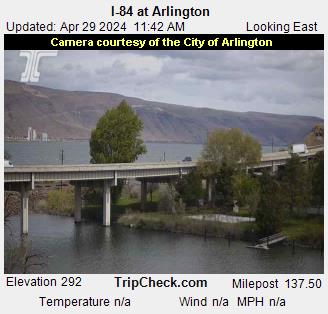 I-84 at Arlington
Updated: Apr 29 2024 11:42 AM Looking East
Camera courtesy of the City of Arlington
Elevation 292 TripCheck.com Milepost 137.50
Temperature n/a Wind n/a MPH n/a